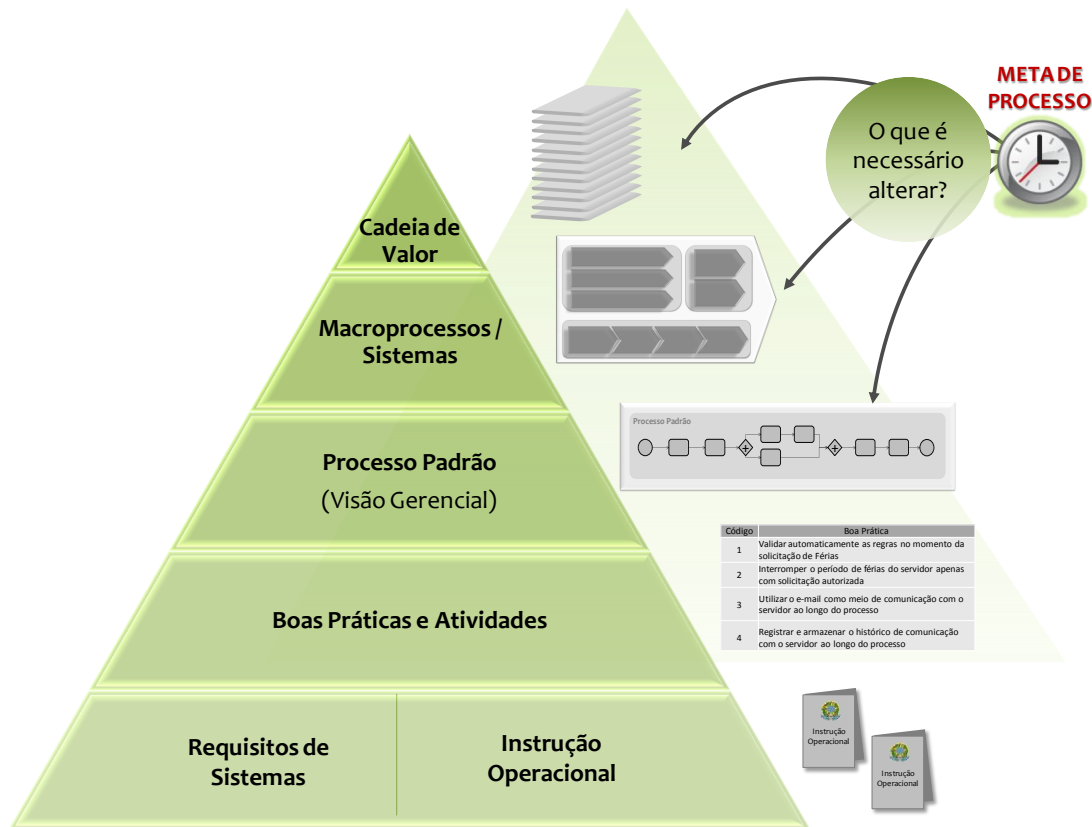 META DE
PROCESSO
O que é
necessário
alterar?
Cadeia de
Valor
Macroprocessos /
Sistemas
Processo Padrão
Processo Padrão
(Visão Gerencial)
Código Boa Prática
1 Validar automaticamente as regras no momento da
solicitação de Férias
2 Interromper o período de férias do servidor apenas
com solicitação autorizada
3 Utilizar o e-mail como meio de comunicação com o
servidor ao longo do processo
4 Registrar e armazenar o histórico de comunicação
com o servidor ao longo do processo
Boas Práticas e Atividades
Requisitos de
Sistemas
Instrução
Operacional
Instrução
Operacional
Instrução
Operacional